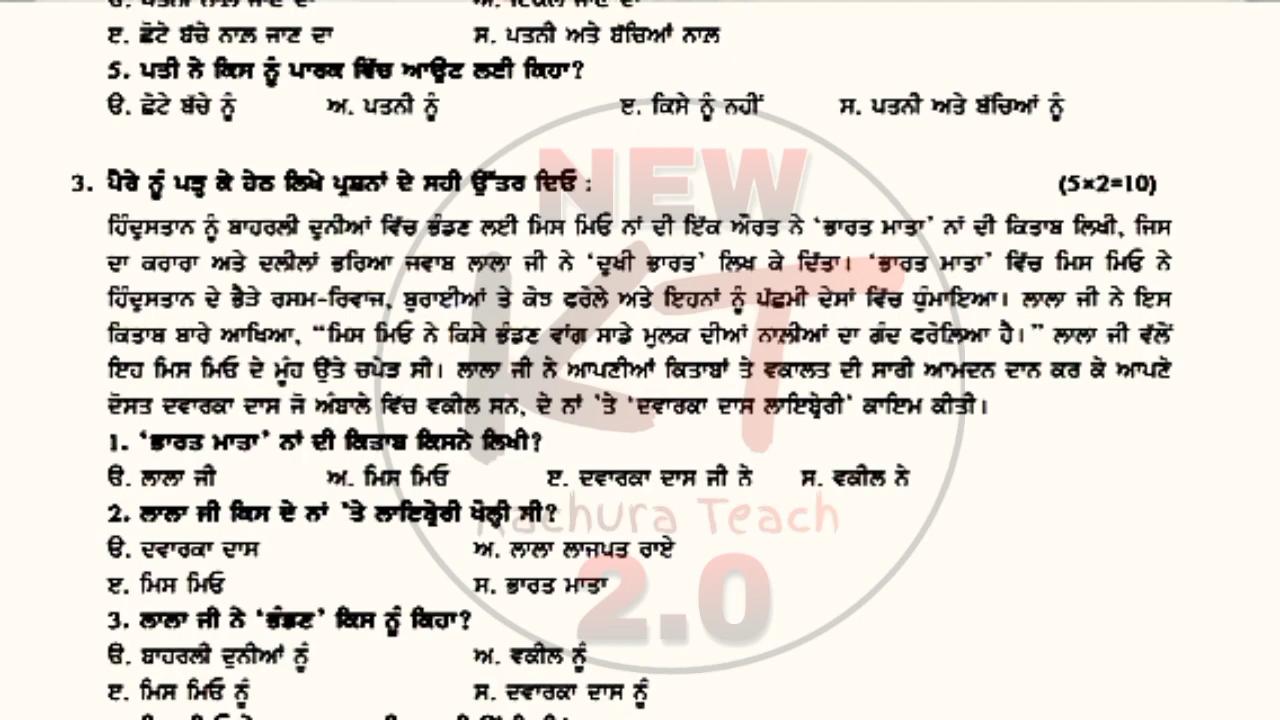 ੲ. ਛੋਟੇ ਬੱਚੇ ਨਾਲ਼ ਜਾਣ ਦਾ ਸ. ਪਤਨੀ ਅਤੇ ਬੱਚਿਆਂ ਨਾਲ਼
5. ਪਤੀ ਨੇ ਕਿਸ ਨੂੰ ਪਾਰਕ ਵਿੱਚ ਆਉਣ ਲਈ ਕਿਹਾ?
ੳ. ਛੋਟੇ ਬੱਚੇ ਨੂੰ ਅ. ਪਤਨੀ ਨੂੰ ੲ. ਕਿਸੇ ਨੂੰ ਨਹੀਂ ਸ. ਪਤਨੀ ਅਤੇ ਬੱਚਿਆਂ ਨੂੰ
3. ਪੈਰੇ ਨੂੰ ਪੜ੍ਹ ਕੇ ਹੇਠ ਲਿਖੇ ਪ੍ਰਸ਼ਨਾਂ ਦੇ ਸਹੀ ਉੱਤਰ ਦਿਓ : (5×2=10)
ਹਿੰਦੁਸਤਾਨ ਨੂੰ ਬਾਹਰਲੀ ਦੁਨੀਆਂ ਵਿੱਚ ਭੰਡਣ ਲਈ ਮਿਸ ਮਿਓ ਨਾਂ ਦੀ ਇੱਕ ਔਰਤ ਨੇ ‘ਭਾਰਤ ਮਾਤਾ’ ਨਾਂ ਦੀ ਕਿਤਾਬ ਲਿਖੀ, ਜਿਸ
ਦਾ ਕਰਾਰਾ ਅਤੇ ਦਲੀਲਾਂ ਭਰਿਆ ਜਵਾਬ ਲਾਲਾ ਜੀ ਨੇ ‘ਦੁਖੀ ਭਾਰਤ’ ਲਿਖ ਕੇ ਦਿੱਤਾ। ‘ਭਾਰਤ ਮਾਤਾ’ ਵਿੱਚ ਮਿਸ ਮਿਓ ਨੇ
ਹਿੰਦੁਸਤਾਨ ਦੇ ਭੈੜੇ ਰਸਮ-ਰਿਵਾਜ, ਬੁਰਾਈਆਂ ਤੇ ਕੋਝ ਫਰੋਲੇ ਅਤੇ ਇਹਨਾਂ ਨੂੰ ਪੱਛਮੀ ਦੇਸਾਂ ਵਿੱਚ ਧੁੰਮਾਇਆ। ਲਾਲਾ ਜੀ ਨੇ ਇਸ
ਕਿਤਾਬ ਬਾਰੇ ਆਖਿਆ, “ਮਿਸ ਮਿਓ ਨੇ ਕਿਸੇ ਭੰਡਣ ਵਾਂਗ ਸਾਡੇ ਮੁਲਕ ਦੀਆਂ ਨਾਲ਼ੀਆਂ ਦਾ ਗੰਦ ਫਰੋਲਿਆ ਹੈ।” ਲਾਲਾ ਜੀ ਵੱਲੋਂ
ਇਹ ਮਿਸ ਮਿਓ ਦੇ ਮੂੰਹ ਉੱਤੇ ਚਪੇੜ ਸੀ। ਲਾਲਾ ਜੀ ਨੇ ਆਪਣੀਆਂ ਕਿਤਾਬਾਂ ਤੇ ਵਕਾਲਤ ਦੀ ਸਾਰੀ ਆਮਦਨ ਦਾਨ ਕਰ ਕੇ ਆਪਣੇ
ਦੋਸਤ ਦਵਾਰਕਾ ਦਾਸ ਜੋ ਅੰਬਾਲੇ ਵਿੱਚ ਵਕੀਲ ਸਨ, ਦੇ ਨਾਂ ’ਤੇ ‘ਦਵਾਰਕਾ ਦਾਸ ਲਾਇਬ੍ਰੇਰੀ’ ਕਾਇਮ ਕੀਤੀ।
1. ‘ਭਾਰਤ ਮਾਤਾ’ ਨਾਂ ਦੀ ਕਿਤਾਬ ਕਿਸਨੇ ਲਿਖੀ?
ੳ. ਲਾਲਾ ਜੀ ਅ. ਮਿਸ ਮਿਓ ੲ. ਦਵਾਰਕਾ ਦਾਸ ਜੀ ਨੇ ਸ. ਵਕੀਲ ਨੇ
2. ਲਾਲਾ ਜੀ ਕਿਸ ਦੇ ਨਾਂ ’ਤੇ ਲਾਇਬ੍ਰੇਰੀ ਖੋਲ੍ਹੀ ਸੀ?
ੳ. ਦਵਾਰਕਾ ਦਾਸ ਅ. ਲਾਲਾ ਲਾਜਪਤ ਰਾਏ
ੲ. ਮਿਸ ਮਿਓ ਸ. ਭਾਰਤ ਮਾਤਾ
3. ਲਾਲਾ ਜੀ ਨੇ ‘ਭੰਡਣ’ ਕਿਸ ਨੂੰ ਕਿਹਾ?
ੳ. ਬਾਹਰਲੀ ਦੁਨੀਆਂ ਨੂੰ ਅ. ਵਕੀਲ ਨੂੰ
ੲ. ਮਿਸ ਮਿਓ ਨੂੰ ਸ. ਦਵਾਰਕਾ ਦਾਸ ਨੂੰ
NEW
KT
Kachura Teach
2.0